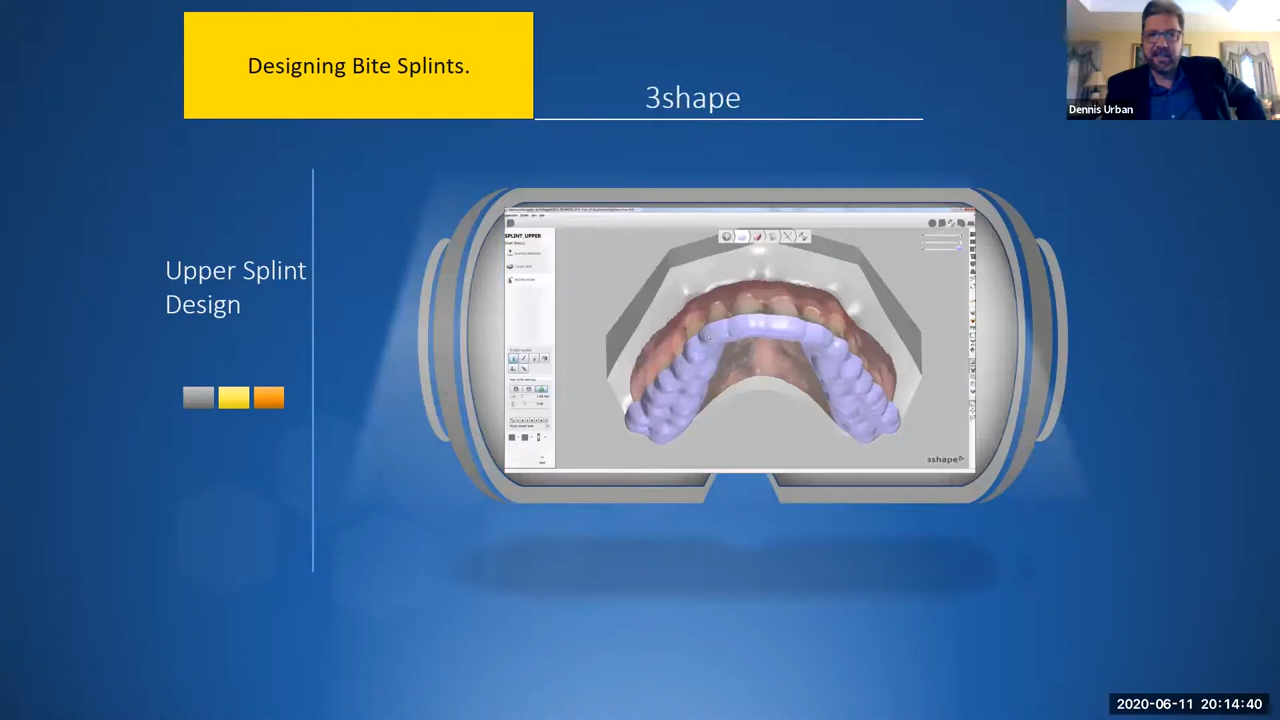 Designing Bite Splints.
3shape
Dennis Urban
Upper Splint
Design
SPLINT_UPPER
3shape
2020-06-11 20:14:40